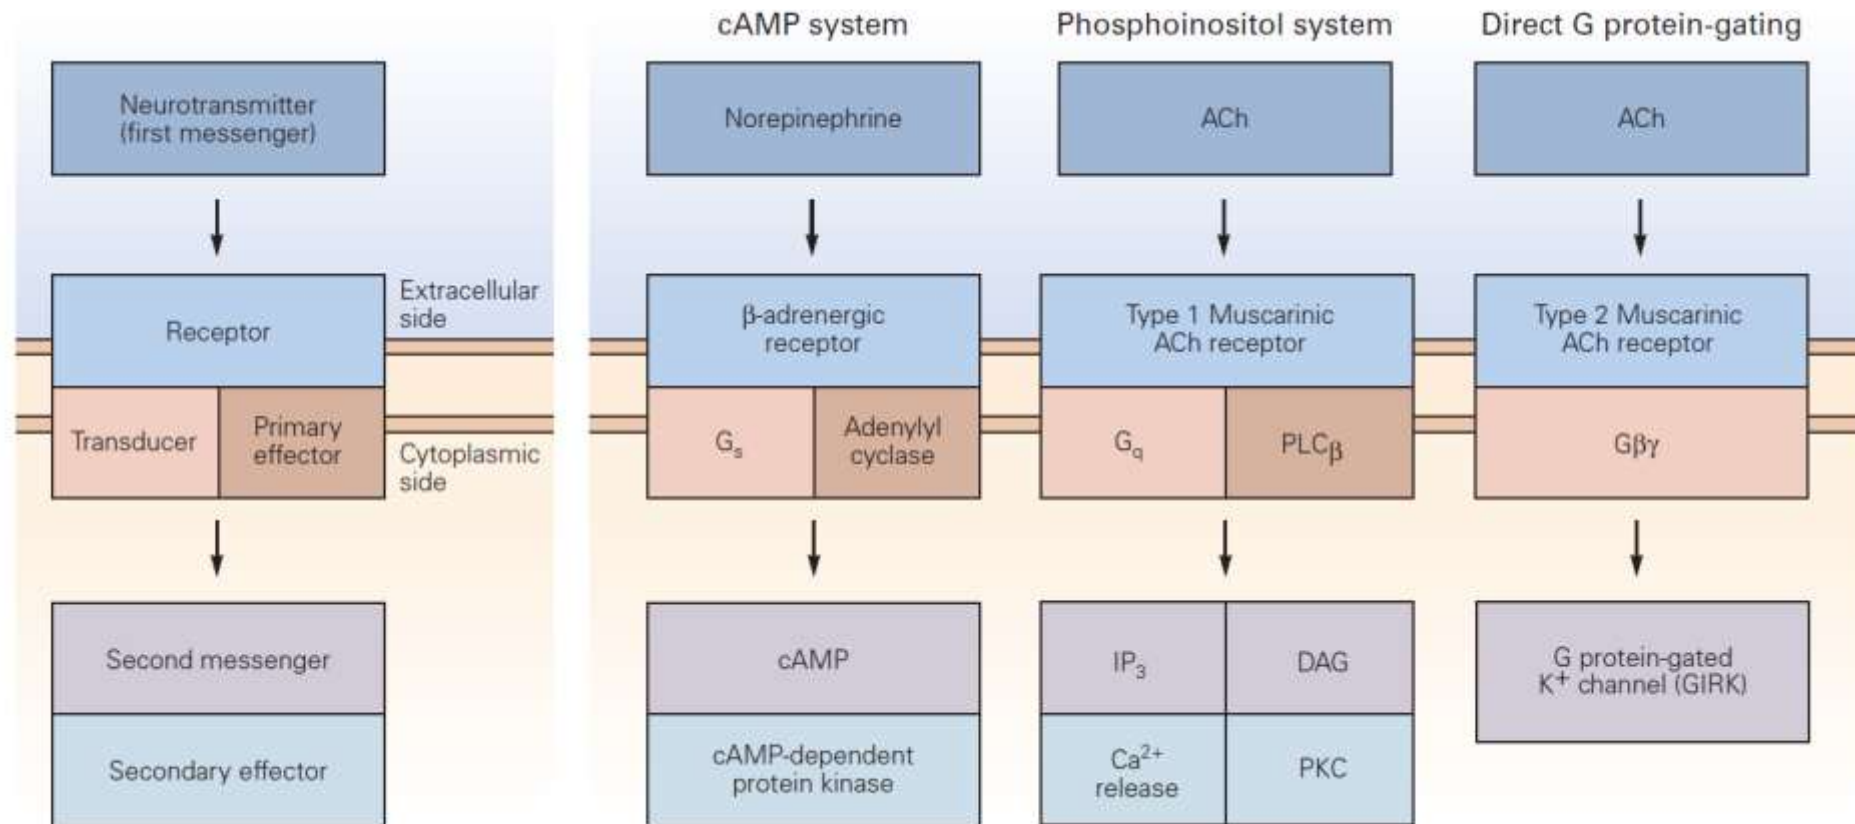 cAMP system
Phosphoinositol system
Direct G protein-gating
Neurotransmitter
(first messenger)
Norepinephrine
ACh
ACh
Receptor
Extracellular
side
β-adrenergic
receptor
Type 1 Muscarinic
ACh receptor
Type 2 Muscarinic
ACh receptor
Transducer
Primary
effector
Cytoplasmic
side
Gs
Adenylyl
cyclase
Gq
PLCβ
Gβγ
Second messenger
cAMP
IP3
DAG
G protein-gated
K+ channel (GIRK)
Secondary effector
cAMP-dependent
protein kinase
Ca2+
release
PKC